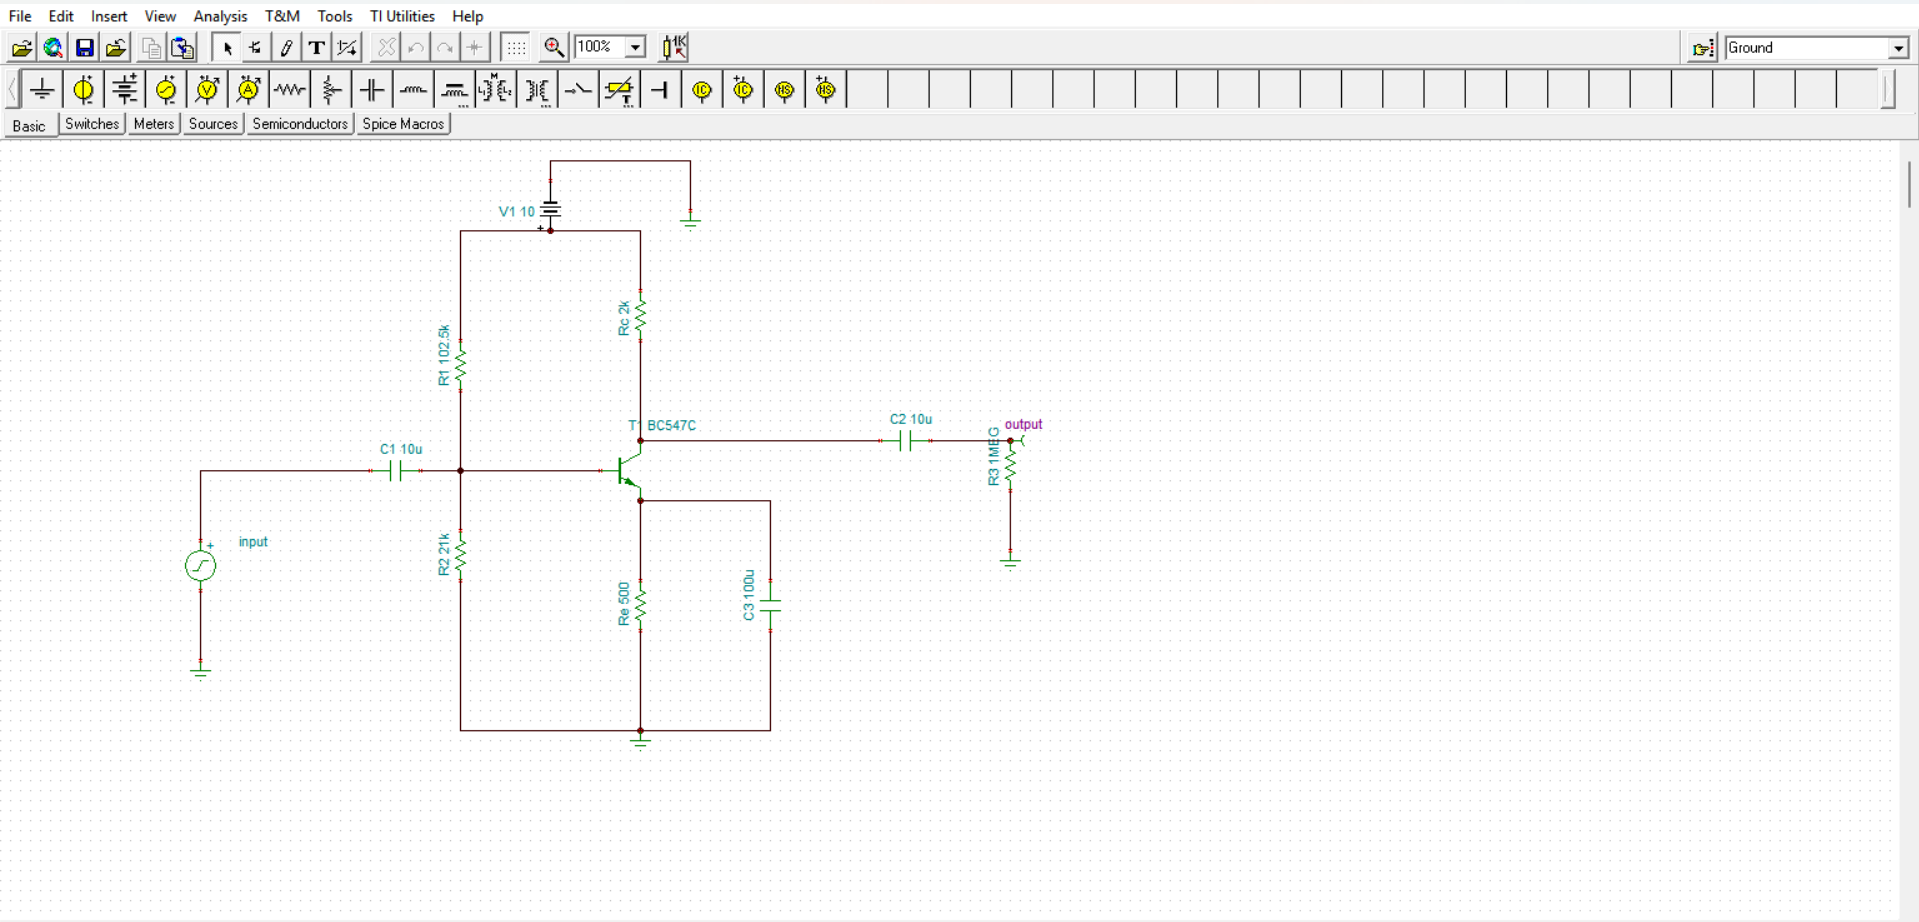 File Edit Insert View Analysis T&M Tools TI Utilities Help
100% 1K Ground
Basic Switches Meters Sources Semiconductors Spice Macros
V1 10
+
Rc 2k
R1 102.5k
T1 BC547C
C2 10u
output
C1 10u
R3 1MEG
input
+
R2 21k
Re 500
C3 100u